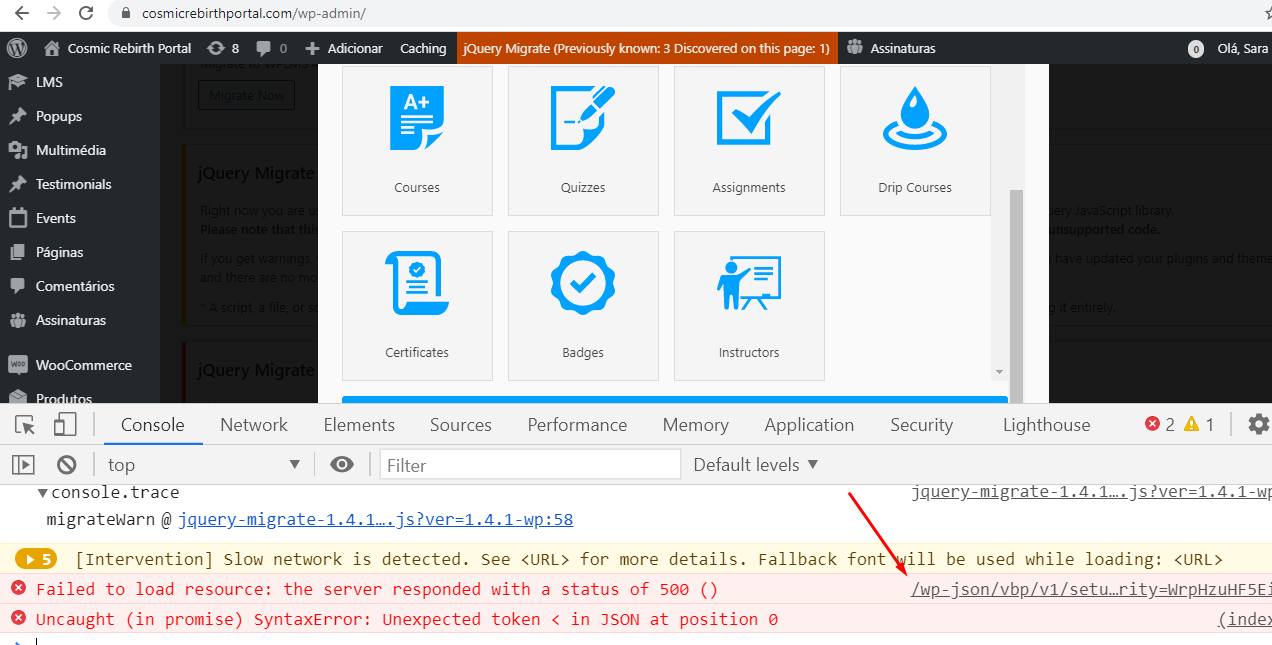 cosmicrebirthportal.com/wp-admin/
Cosmic Rebirth Portal 8 0 Adicionar Caching jQuery Migrate (Previously known: 3 Discovered on this page: 1) Assinaturas 0 Olá, Sara
LMS
Migrate Now
Popups
Multimédia
Testimonials
Events
Páginas
Comentários
Assinaturas
WooCommerce
Produtos
jQuery Migrate
Right now you are
Please note that this
If you get warnings,
and there are no mo
* A script, a file, or
jQuery Migrate
A+
Courses Quizzes Assignments Drip Courses
Certificates Badges Instructors
uery JavaScript library.
unsupported code.
have updated your plugins and theme
g it entirely.
Console Network Elements Sources Performance Memory Application Security Lighthouse 2 1
top Filter Default levels
console.trace jquery-migrate-1.4.1….js?ver=1.4.1-wp
migrateWarn @ jquery-migrate-1.4.1….js?ver=1.4.1-wp:58
5 [Intervention] Slow network is detected. See <URL> for more details. Fallback font will be used while loading: <URL>
Failed to load resource: the server responded with a status of 500 () /wp-json/vbp/v1/setu…rity=WrpHzuHF5Ei
Uncaught (in promise) SyntaxError: Unexpected token < in JSON at position 0 (index